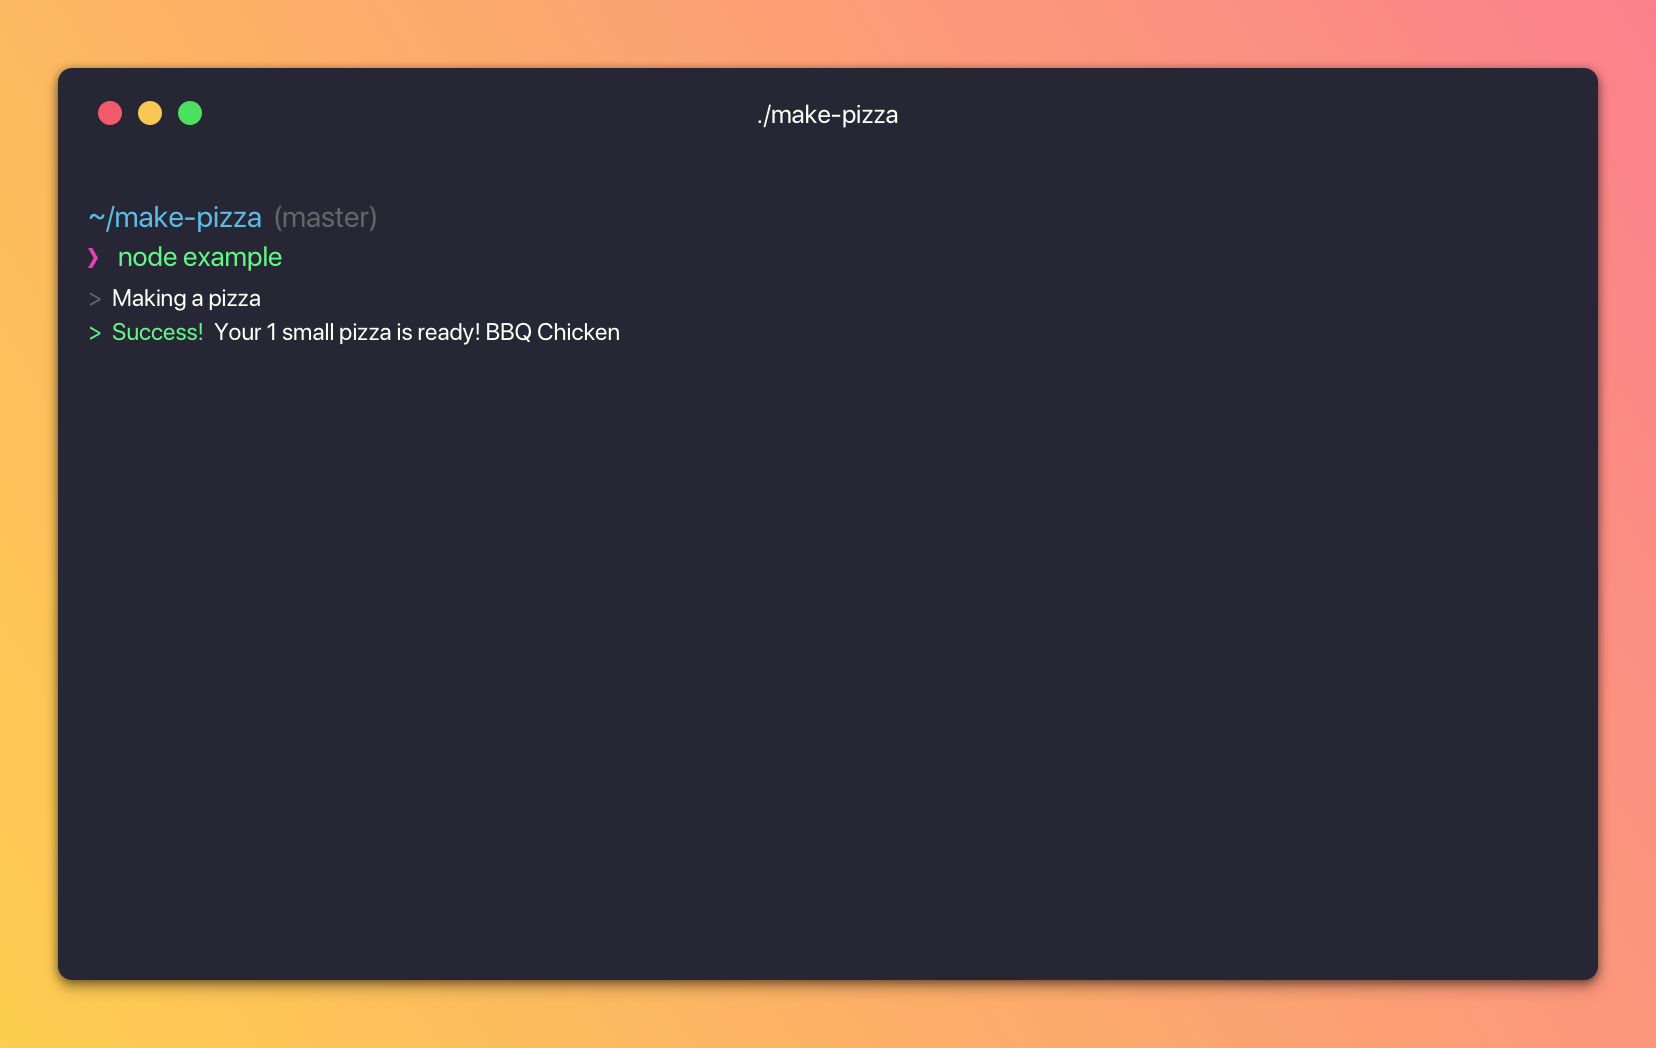 ./make-pizza
~/make-pizza (master)
❯ node example
> Making a pizza
> Success! Your 1 small pizza is ready! BBQ Chicken